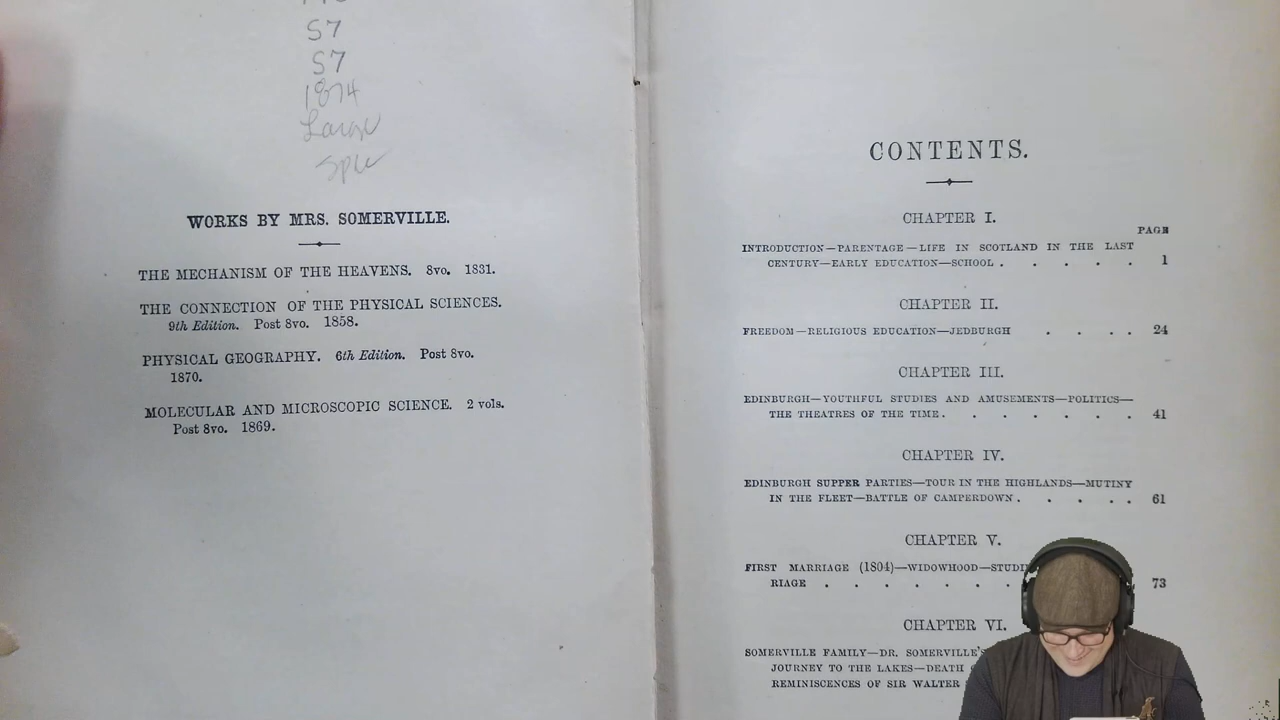 S7
S7
1874
Large
WORKS BY MRS. SOMERVILLE.
THE MECHANISM OF THE HEAVENS. 8vo. 1831.
THE CONNECTION OF THE PHYSICAL SCIENCES.
9th Edition. Post 8vo. 1858.
PHYSICAL GEOGRAPHY. 6th Edition. Post 8vo.
1870.
MOLECULAR AND MICROSCOPIC SCIENCE. 2 vols.
Post 8vo. 1869.
CONTENTS.
CHAPTER I.
PAGE
INTRODUCTION—PARENTAGE—LIFE IN SCOTLAND IN THE LAST
CENTURY—EARLY EDUCATION—SCHOOL . . . . . 1
CHAPTER II.
FREEDOM—RELIGIOUS EDUCATION—JEDBURGH . . . . 24
CHAPTER III.
EDINBURGH—YOUTHFUL STUDIES AND AMUSEMENTS—POLITICS—
THE THEATRES OF THE TIME . . . . . . . 41
CHAPTER IV.
EDINBURGH SUPPER PARTIES—TOUR IN THE HIGHLANDS—MUTINY
IN THE FLEET—BATTLE OF CAMPERDOWN . . . . . 61
CHAPTER V.
FIRST MARRIAGE (1804)—WIDOWHOOD—
RIAGE . . . . . . . 73
CHAPTER VI.
SOMERVILLE FAMILY—DR. SOMERVILLE'S
JOURNEY TO THE LAKES—DEATH
REMINISCENCES OF SIR WALTER